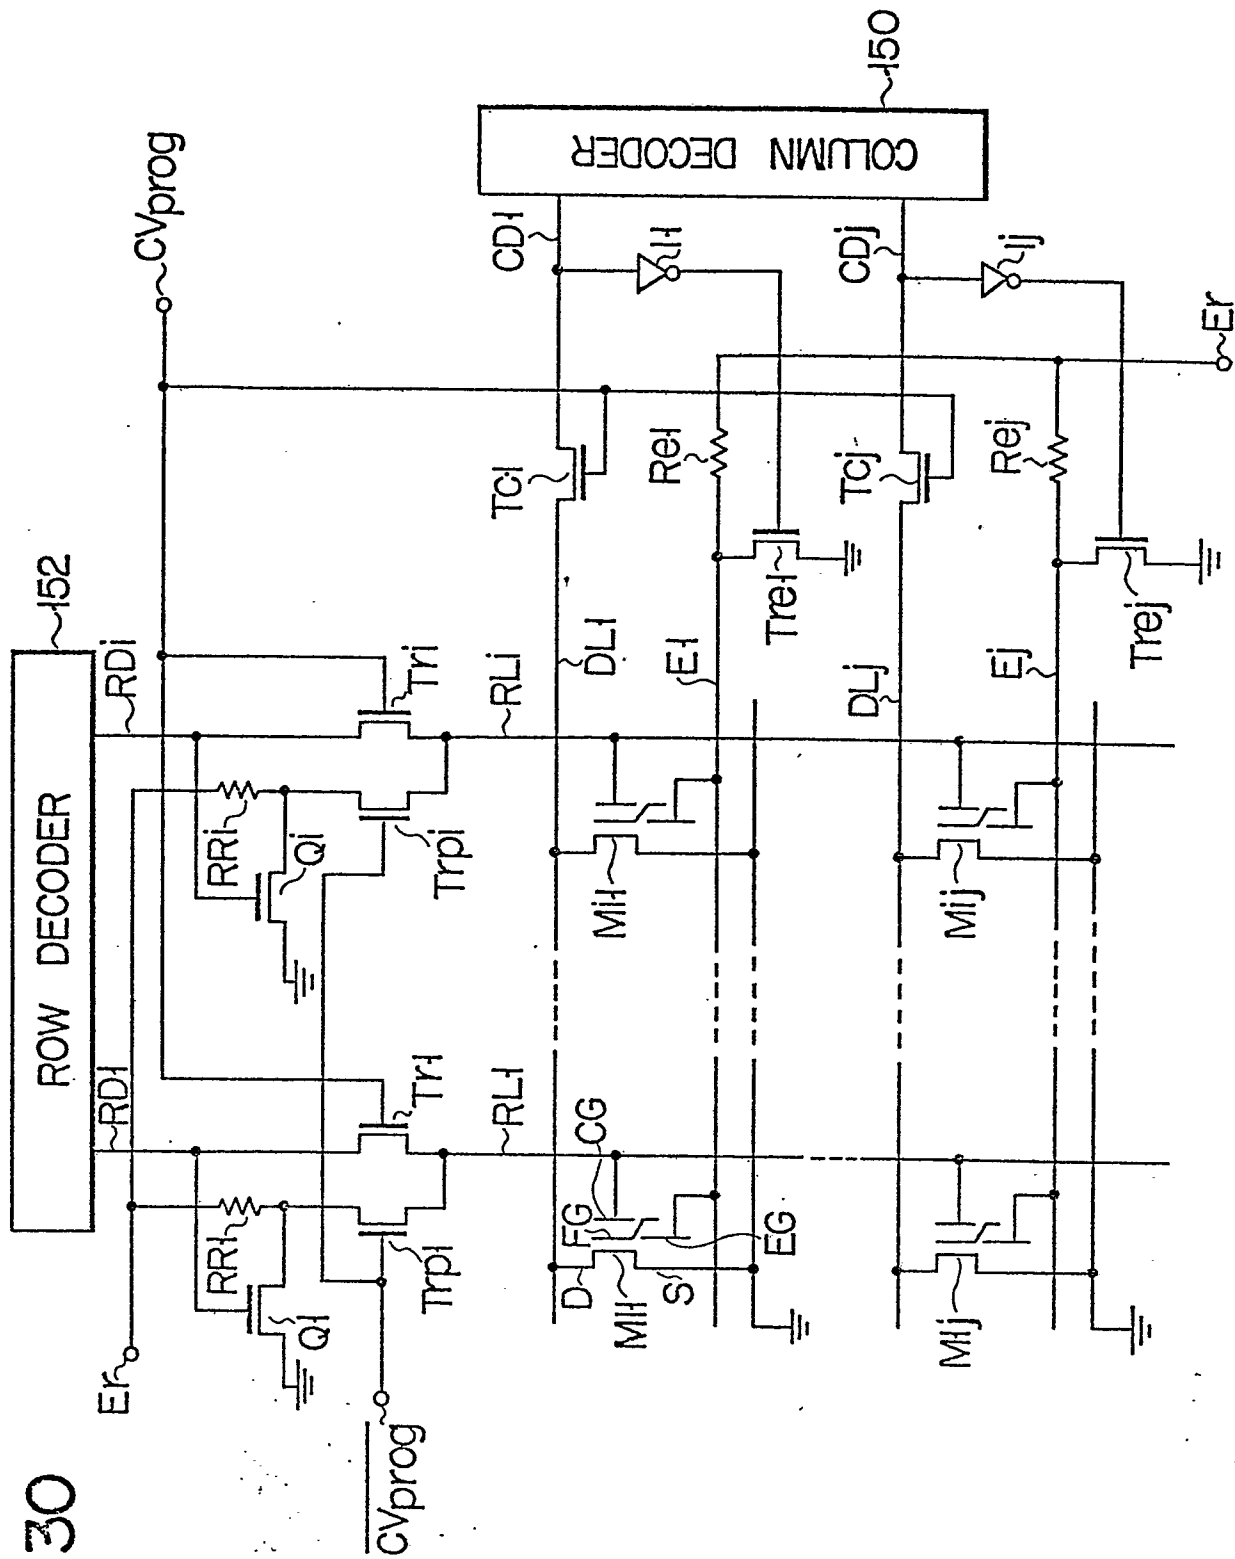 30
ROW DECODER
152
RD1
RDi
Er
CVprog
RR1
RRi
Q1
Qi
Tr1
Tri
Trp1
Trpi
CVprog
RL1
RLi
COLUMN DECODER
150
CD1
CDj
I1
Ij
Tc1
Tcj
DL1
DLj
Re1
Rej
Er
E1
Ej
Tre1
Trej
CG
FG
EG
D
S
M11
Mi1
M1j
Mij